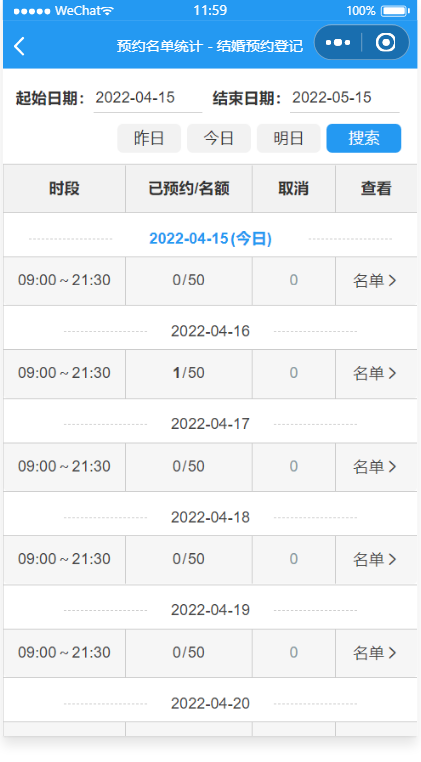 WeChat 11:59 100%
预约名单统计 - 结婚预约登记
起始日期： 2022-04-15 结束日期： 2022-05-15
昨日 今日 明日 搜索
时段 已预约/名额 取消 查看
2022-04-15(今日)
09:00 ~ 21:30 0/50 0 名单
2022-04-16
09:00 ~ 21:30 1/50 0 名单
2022-04-17
09:00 ~ 21:30 0/50 0 名单
2022-04-18
09:00 ~ 21:30 0/50 0 名单
2022-04-19
09:00 ~ 21:30 0/50 0 名单
2022-04-20